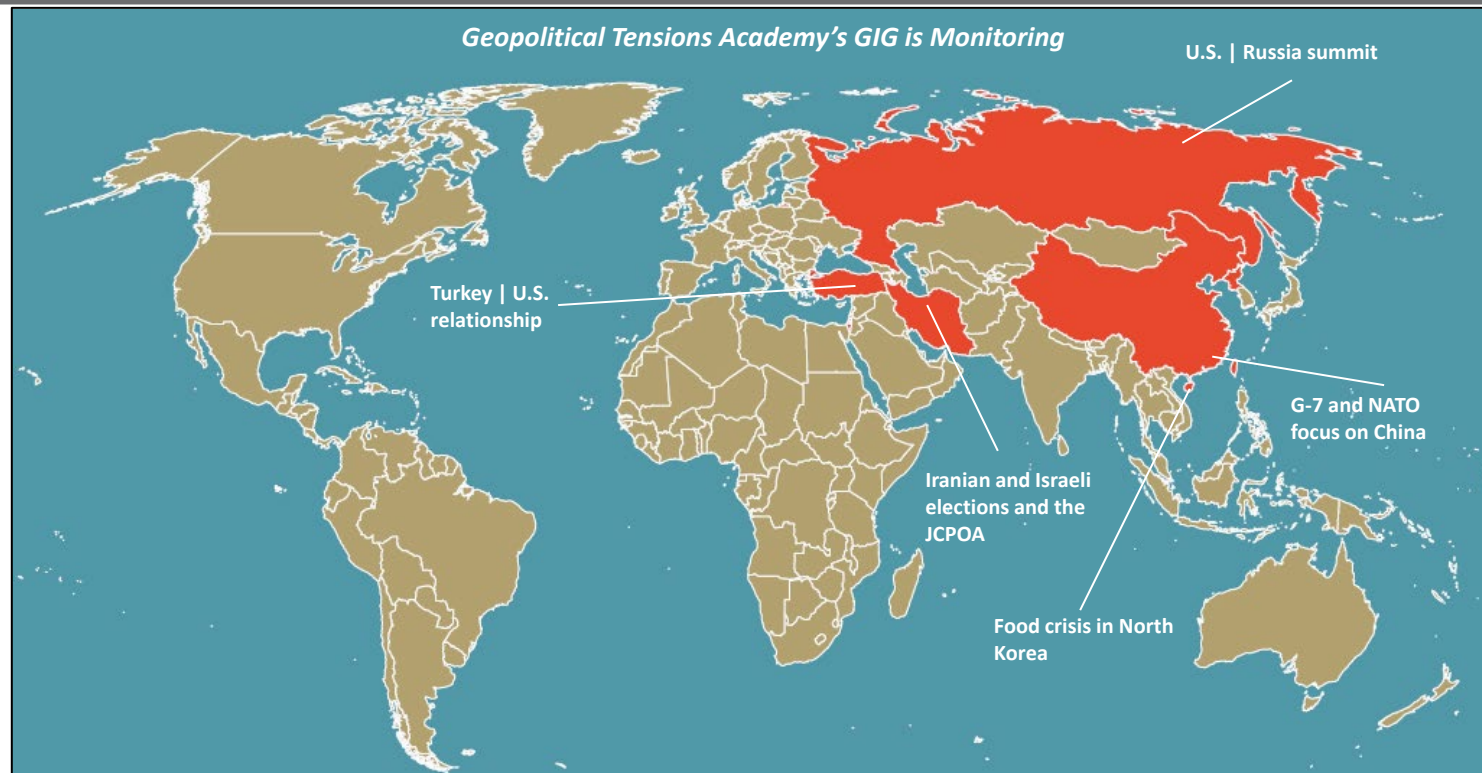 Geopolitical Tensions Academy's GIG is Monitoring
U.S. | Russia summit
Turkey | U.S.
relationship
G-7 and NATO
focus on China
Iranian and Israeli
elections and the
JCPOA
Food crisis in North
Korea